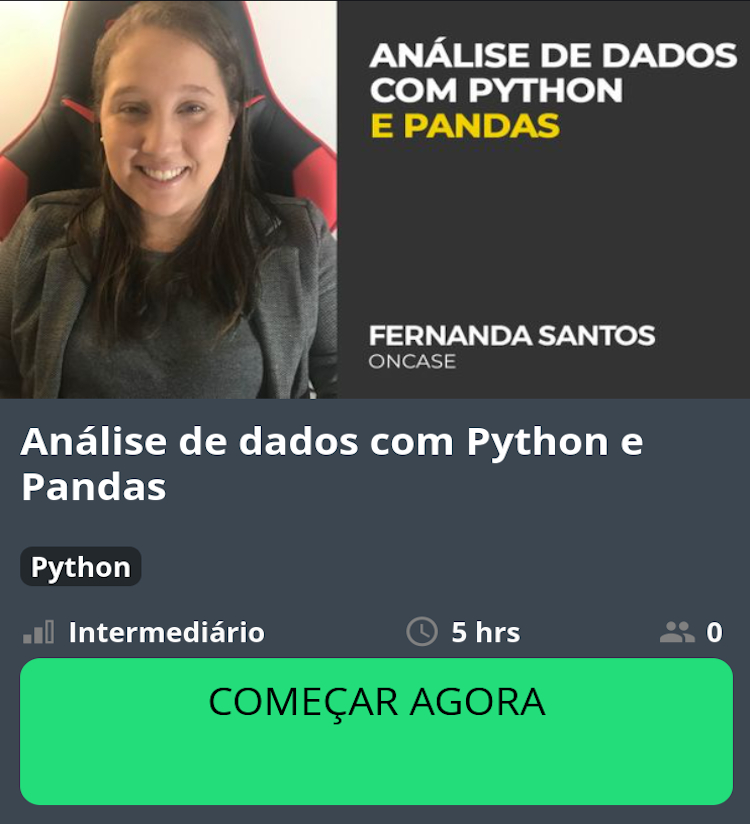 ANÁLISE DE DADOS
COM PYTHON
E PANDAS
FERNANDA SANTOS
ONCASE
Análise de dados com Python e
Pandas
Python
Intermediário
5 hrs
0
COMEÇAR AGORA